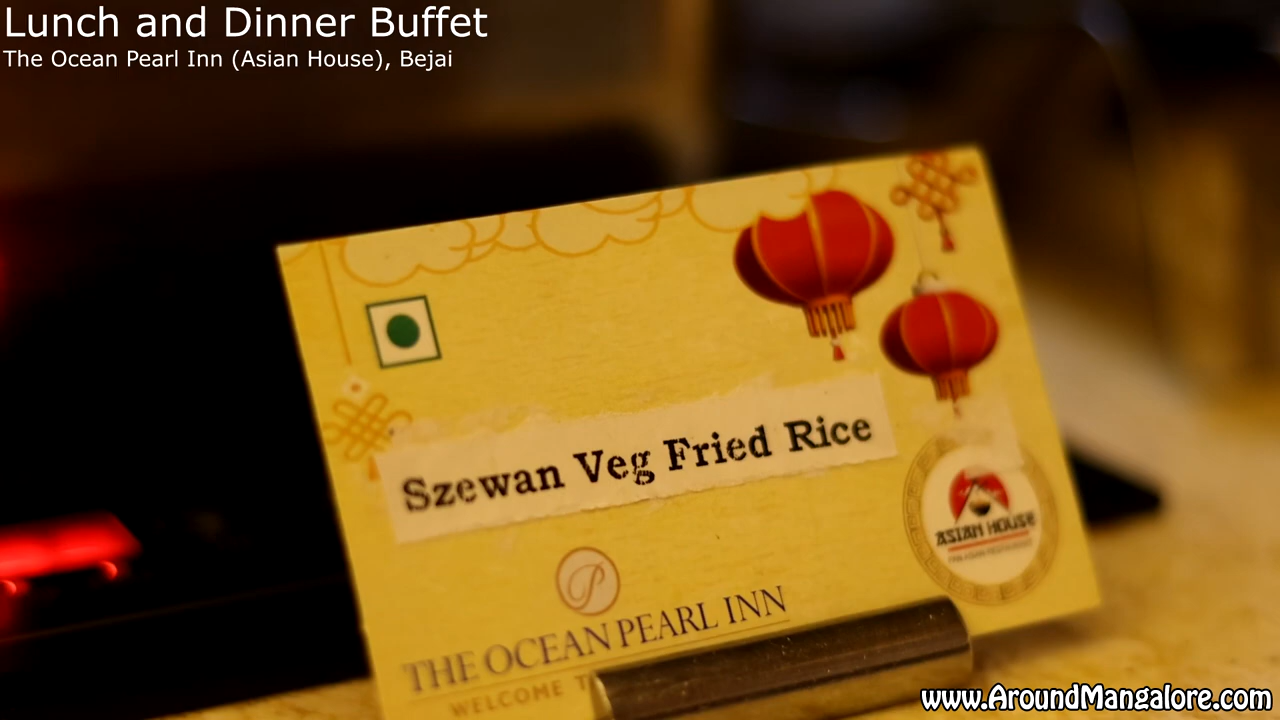 Lunch and Dinner Buffet
The Ocean Pearl Inn (Asian House), Bejai
Szewan Veg Fried Rice
ASIAN HOUSE
P
THE OCEAN PEARL INN
WELCOME
www.AroundMangalore.com